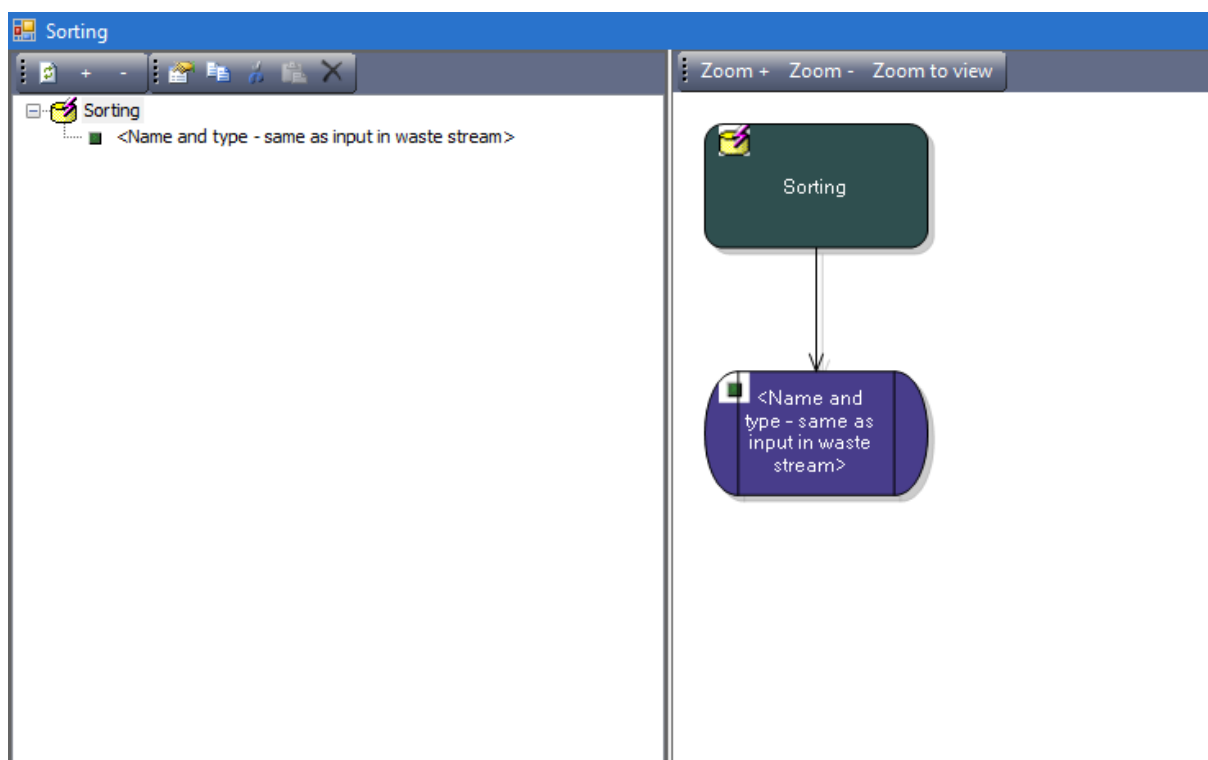 Sorting
+ -
Zoom + Zoom - Zoom to view
Sorting
<Name and type - same as input in waste stream>
Sorting
<Name and
type - same as
input in waste
stream>